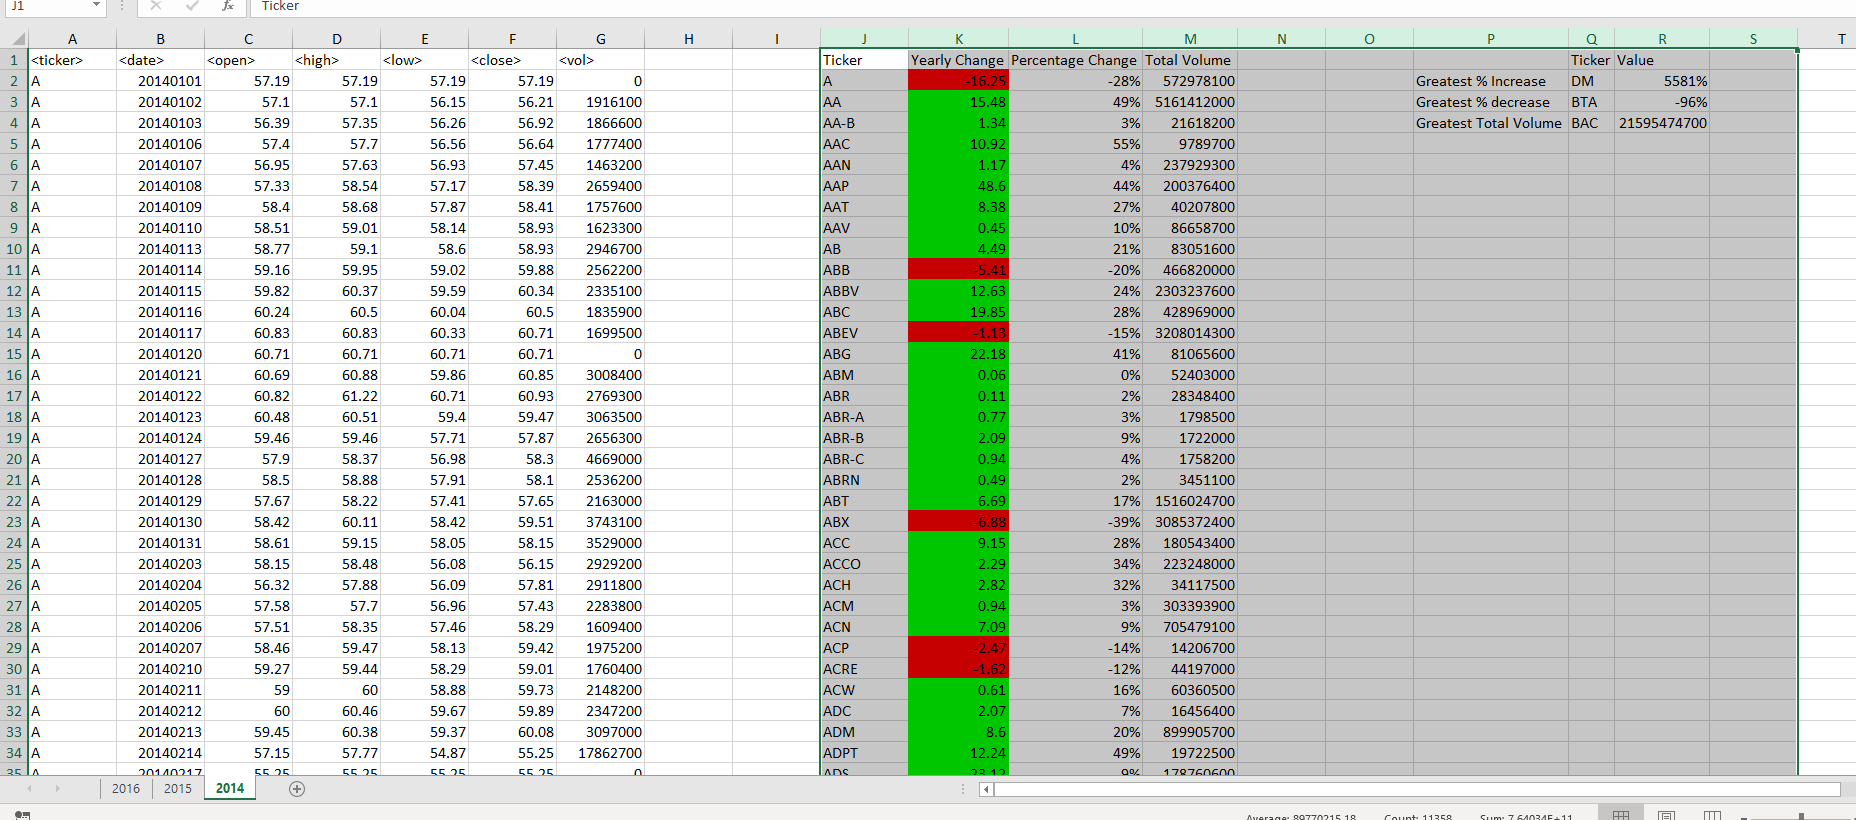 J1 fx Ticker
A B C D E F G H I J K L M N O P Q R S T
1 <ticker> <date> <open> <high> <low> <close> <vol> Ticker Yearly Change Percentage Change Total Volume Ticker Value
2 A 20140101 57.19 57.19 57.19 57.19 0 A -16.25 -28% 572978100 Greatest % Increase DM 5581%
3 A 20140102 57.1 57.1 56.15 56.21 1916100 AA 15.48 49% 5161412000 Greatest % decrease BTA -96%
4 A 20140103 56.39 57.35 56.26 56.92 1866600 AA-B 1.34 3% 21618200 Greatest Total Volume BAC 21595474700
5 A 20140106 57.4 57.7 56.56 56.64 1777400 AAC 10.92 55% 9789700
6 A 20140107 56.95 57.63 56.93 57.45 1463200 AAN 1.17 4% 237929300
7 A 20140108 57.33 58.54 57.17 58.39 2659400 AAP 48.6 44% 200376400
8 A 20140109 58.4 58.68 57.87 58.41 1757600 AAT 8.38 27% 40207800
9 A 20140110 58.51 59.01 58.14 58.93 1623300 AAV 0.45 10% 86658700
10 A 20140113 58.77 59.1 58.6 58.93 2946700 AB 4.49 21% 83051600
11 A 20140114 59.16 59.95 59.02 59.88 2562200 ABB -5.41 -20% 466820000
12 A 20140115 59.82 60.37 59.59 60.34 2335100 ABBV 12.63 24% 2303237600
13 A 20140116 60.24 60.5 60.04 60.5 1835900 ABC 19.85 28% 428969000
14 A 20140117 60.83 60.83 60.33 60.71 1699500 ABEV -1.13 -15% 3208014300
15 A 20140120 60.71 60.71 60.71 60.71 0 ABG 22.18 41% 81065600
16 A 20140121 60.69 60.88 59.86 60.85 3008400 ABM 0.06 0% 52403000
17 A 20140122 60.82 61.22 60.71 60.93 2769300 ABR 0.11 2% 28348400
18 A 20140123 60.48 60.51 59.4 59.47 3063500 ABR-A 0.77 3% 1798500
19 A 20140124 59.46 59.46 57.71 57.87 2656300 ABR-B 2.09 9% 1722000
20 A 20140127 57.9 58.37 56.98 58.3 4669000 ABR-C 0.94 4% 1758200
21 A 20140128 58.5 58.88 57.91 58.1 2536200 ABRN 0.49 2% 3451100
22 A 20140129 57.67 58.22 57.41 57.65 2163000 ABT 6.69 17% 1516024700
23 A 20140130 58.42 60.11 58.42 59.51 3743100 ABX -6.88 -39% 3085372400
24 A 20140131 58.61 59.15 58.05 58.15 3529000 ACC 9.15 28% 180543400
25 A 20140203 58.15 58.48 56.08 56.15 2929200 ACCO 2.29 34% 223248000
26 A 20140204 56.32 57.88 56.09 57.81 2911800 ACH 2.82 32% 34117500
27 A 20140205 57.58 57.7 56.96 57.43 2283800 ACM 0.94 3% 303393900
28 A 20140206 57.51 58.35 57.46 58.29 1609400 ACN 7.09 9% 705479100
29 A 20140207 58.46 59.47 58.13 59.42 1975200 ACP -2.47 -14% 14206700
30 A 20140210 59.27 59.44 58.29 59.01 1760400 ACRE -1.62 -12% 44197000
31 A 20140211 59 60 58.88 59.73 2148200 ACW 0.61 16% 60360500
32 A 20140212 60 60.46 59.67 59.89 2347200 ADC 2.07 7% 16456400
33 A 20140213 59.45 60.38 59.37 60.08 3097000 ADM 8.6 20% 899905700
34 A 20140214 57.15 57.77 54.87 55.25 17862700 ADPT 12.24 49% 19722500
35 A 20140217 55.25 55.25 55.25 55.25 0 ADS 23.12 9% 178760600
2016 2015 2014
Average: 89770215.18 Count: 11358 Sum: 7.64034E+11